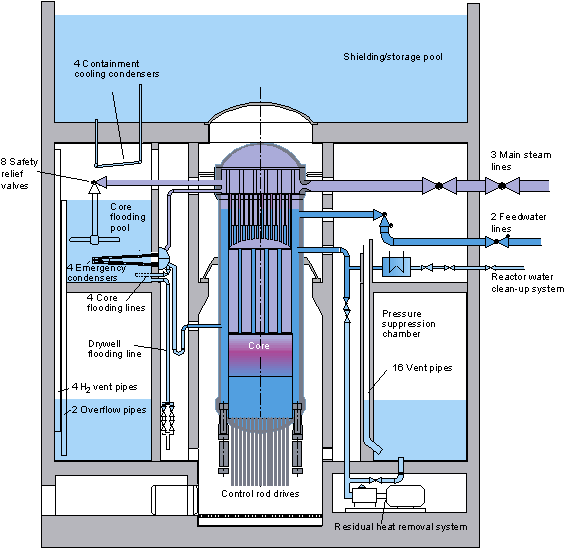 Shielding/storage pool
4 Containment
cooling condensers
8 Safety
relief
valves
3 Main steam
lines
Core
flooding
pool
2 Feedwater
lines
4 Emergency
condensers
Reactor water
clean-up system
4 Core
flooding lines
Pressure
suppression
chamber
Drywell
flooding line
Core
16 Vent pipes
4 H2 vent pipes
2 Overflow pipes
Control rod drives
Residual heat removal system